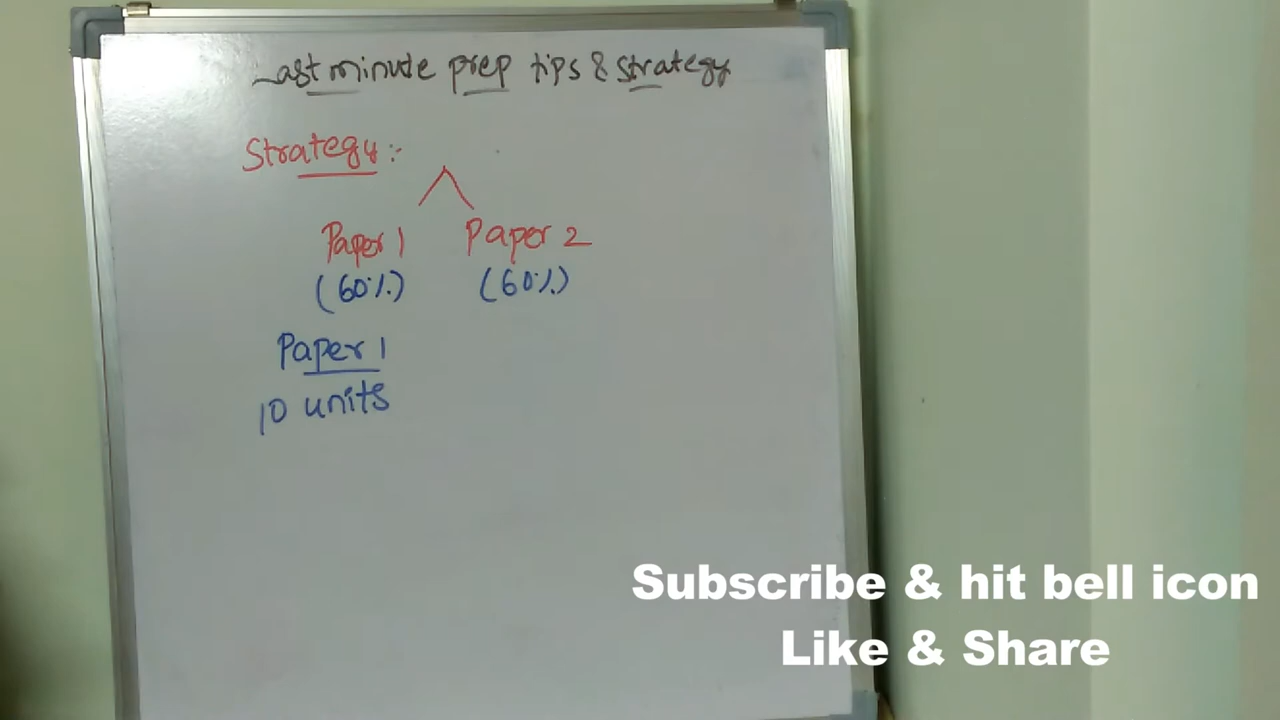 Last minute prep tips & strategy
Strategy :-
Paper 1 Paper 2
(60%) (60%)
Paper 1
10 units
Subscribe & hit bell icon
Like & Share